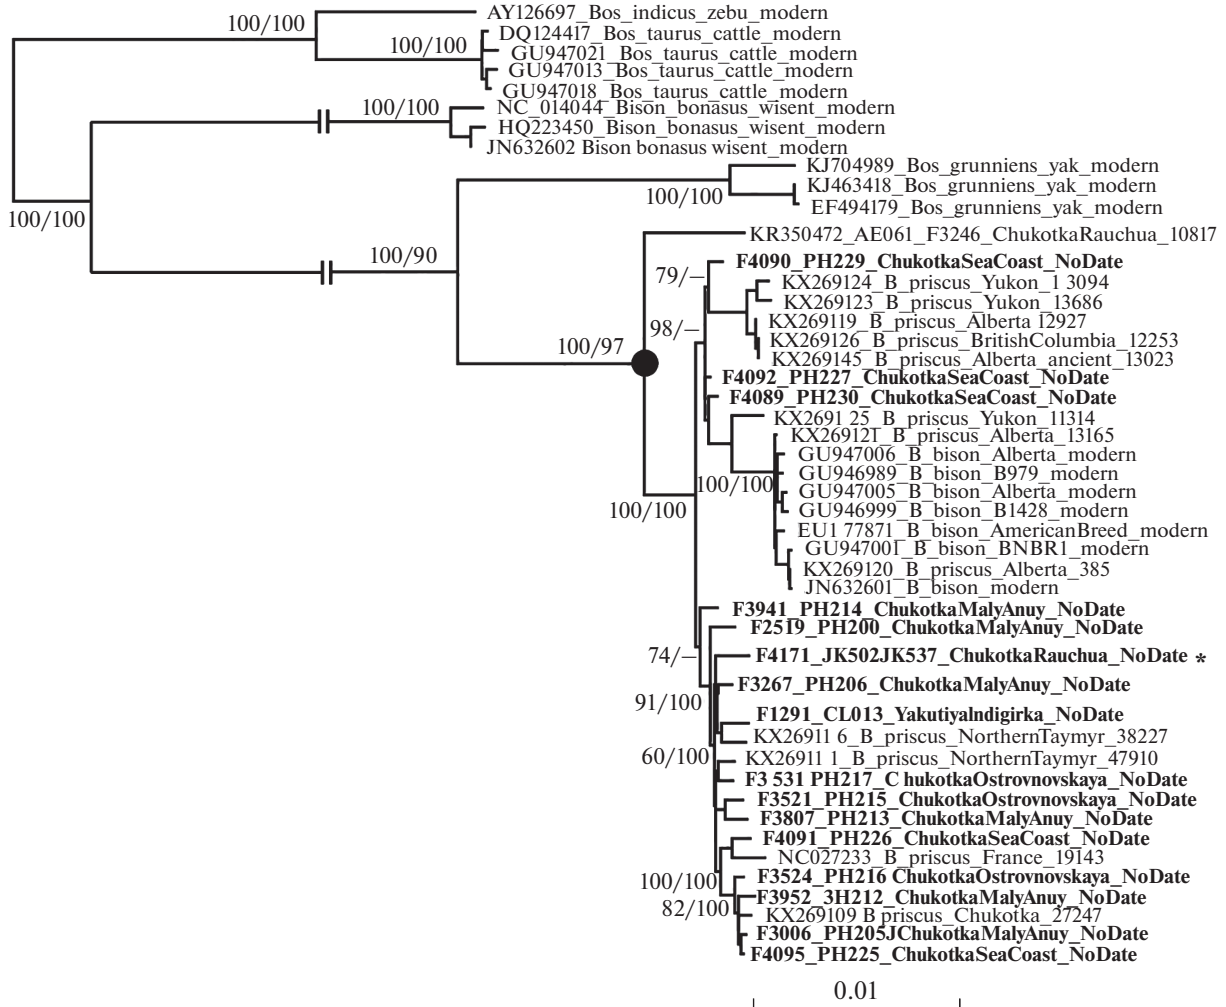 AY126697_Bos_indicus_zebu_modern
100/100
DQ124417_Bos_taurus_cattle_modern
100/100
GU947021_Bos_taurus_cattle_modern
GU947013_Bos_taurus_cattle_modern
GU947018_Bos_taurus_cattle_modern
100/100
NC_014044_Bison_bonasus_wisent_modern
HQ223450_Bison_bonasus_wisent_modern
JN632602 Bison bonasus wisent_modern
KJ704989_Bos_grunniens_yak_modern
KJ463418_Bos_grunniens_yak_modern
100/100
EF494179_Bos_grunniens_yak_modern
100/100
KR350472_AE061_F3246_ChukotkaRauchua_10817
100/90
F4090_PH229_ChukotkaSeaCoast_NoDate
79/–
KX269124_B_priscus_Yukon_1 3094
KX269123_B_priscus_Yukon_13686
KX269119_B_priscus_Alberta 12927
98/–
KX269126_B_priscus_BritishColumbia_12253
100/97
KX269145_B_priscus_Alberta_ancient_13023
F4092_PH227_ChukotkaSeaCoast_NoDate
F4089_PH230_ChukotkaSeaCoast_NoDate
KX2691 25_B_priscus_Yukon_11314
KX269121_B_priscus_Alberta_13165
GU947006_B_bison_Alberta_modern
GU946989_B_bison_B979_modern
100/100
GU947005_B_bison_Alberta_modern
100/100
GU946999_B_bison_B1428_modern
EU1 77871_B_bison_AmericanBreed_modern
GU947001_B_bison_BNBR1_modern
KX269120_B_priscus_Alberta_385
JN632601_B_bison_modern
F3941_PH214_ChukotkaMalyAnuy_NoDate
F2519_PH200_ChukotkaMalyAnuy_NoDate
74/–
F4171_JK502JK537_ChukotkaRauchua_NoDate *
F3267_PH206_ChukotkaMalyAnuy_NoDate
91/100
F1291_CL013_Yakutiyalndigirka_NoDate
KX26911 6_B_priscus_NorthernTaymyr_38227
60/100
KX26911 1_B_priscus_NorthernTaymyr_47910
F3 531 PH217_C hukotkaOstrovnovskaya_NoDate
F3521_PH215_ChukotkaOstrovnovskaya_NoDate
F3807_PH213_ChukotkaMalyAnuy_NoDate
F4091_PH226_ChukotkaSeaCoast_NoDate
NC027233_B_priscus_France_19143
100/100
F3524_PH216 ChukotkaOstrovnovskaya_NoDate
F3952_3H212_ChukotkaMalyAnuy_NoDate
82/100
KX269109 B priscus_Chukotka_27247
F3006_PH205JChukotkaMalyAnuy_NoDate
F4095_PH225_ChukotkaSeaCoast_NoDate
0.01